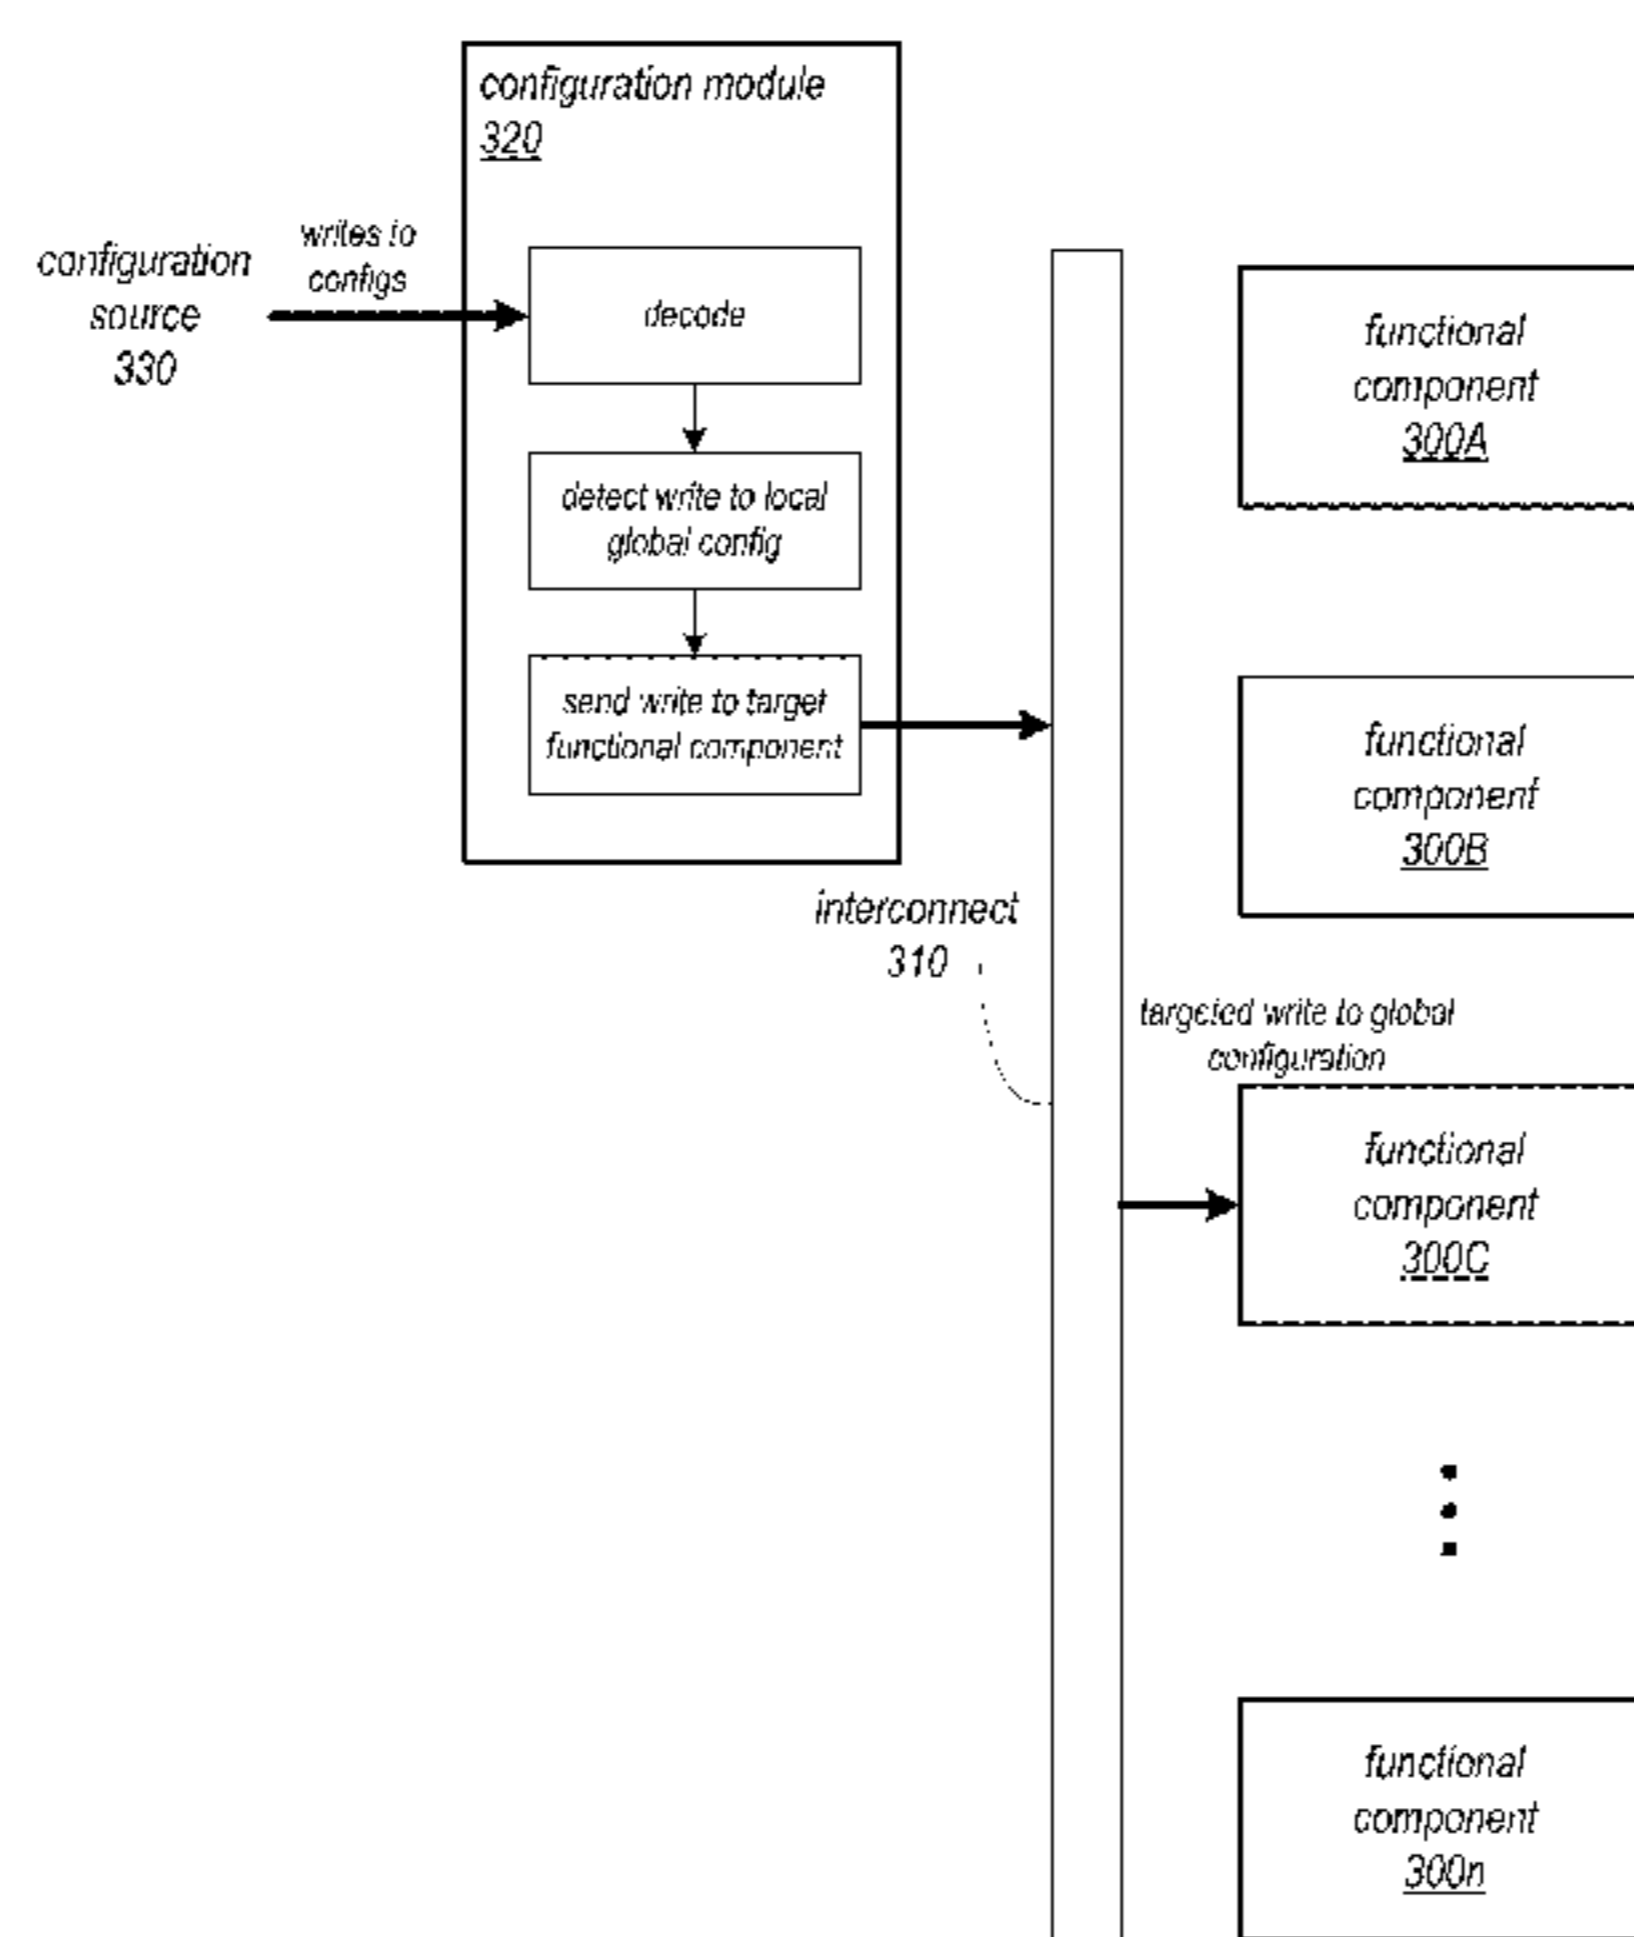 configuration module
320
writes to
configs
configuration
source
330
decode
detect write to local
global config
send write to target
functional component
interconnect
310
functional
component
300A
functional
component
300B
targeted write to global
configuration
functional
component
300C
functional
component
300n